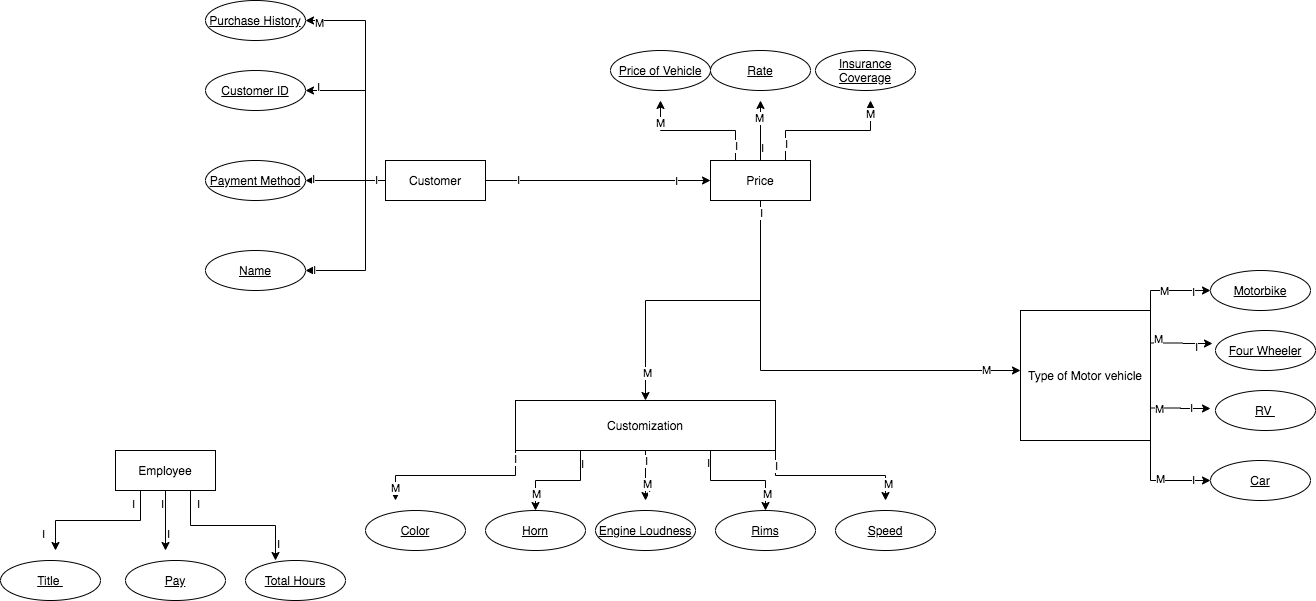 Purchase History
M
Customer ID
I
Payment Method
I
I
Customer
I
I
Name
I
Price of Vehicle
Rate
Insurance
Coverage
M
M
M
I
I
I
Price
I
Motorbike
M
I
Four Wheeler
M
I
Type of Motor vehicle
M
RV
M
I
Car
M
I
M
Customization
I
I
I
I
I
M
M
M
M
M
Color
Horn
Engine Loudness
Rims
Speed
Employee
I
I
I
I
I
I
Title
Pay
Total Hours